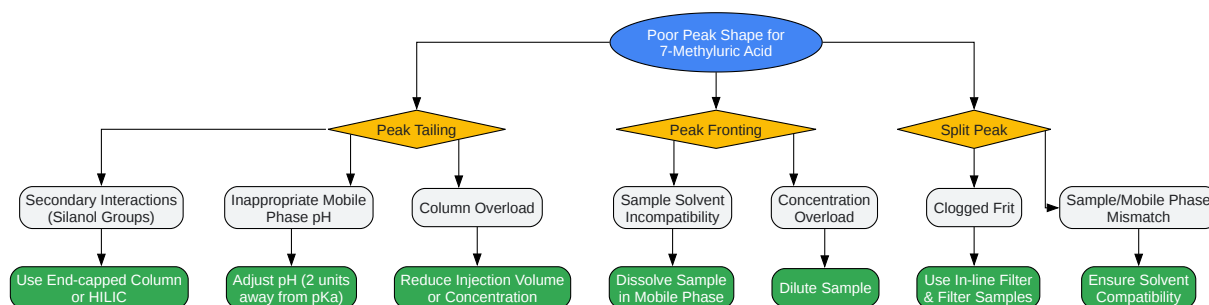 Poor Peak Shape for
7-Methyluric Acid
Peak Tailing
Peak Fronting
Split Peak
Secondary Interactions
(Silanol Groups)
Inappropriate Mobile
Phase pH
Column Overload
Sample Solvent
Incompatibility
Concentration
Overload
Clogged Frit
Sample/Mobile Phase
Mismatch
Use End-capped Column
or HILIC
Adjust pH (2 units
away from pKa)
Reduce Injection Volume
or Concentration
Dissolve Sample
in Mobile Phase
Dilute Sample
Use In-line Filter
& Filter Samples
Ensure Solvent
Compatibility